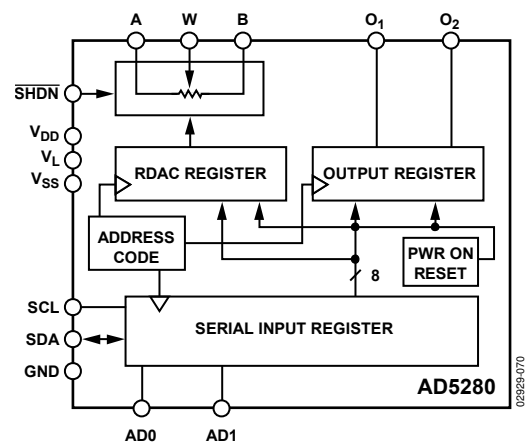 A W B O1 O2
SHDN
VDD
VL
VSS
RDAC REGISTER
OUTPUT REGISTER
ADDRESS
CODE
PWR ON
RESET
8
SCL
SDA
GND
SERIAL INPUT REGISTER
AD5280
AD0 AD1
02929-070